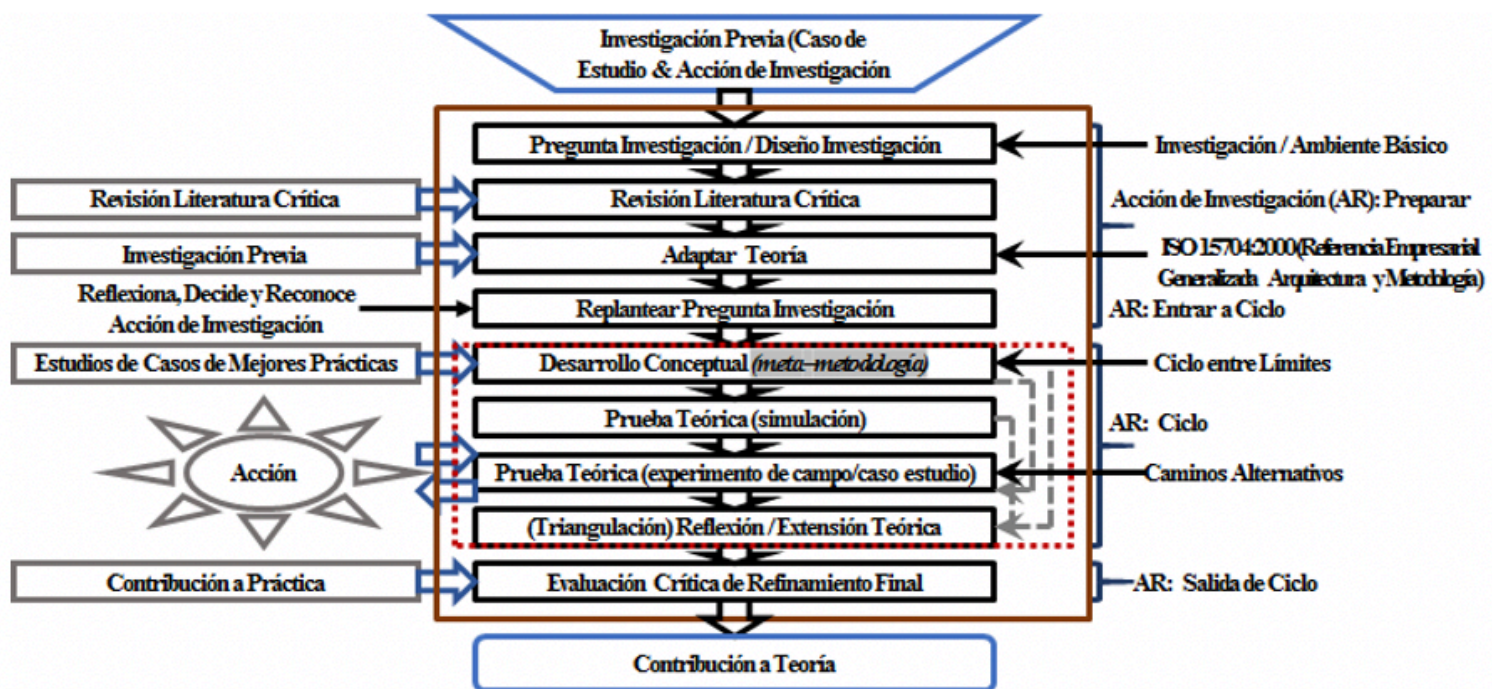 Investigación Previa (Caso de
Estudio & Acción de Investigación
Pregunta Investigación / Diseño Investigación
Investigación / Ambiente Básico
Revisión Literatura Crítica
Revisión Literatura Crítica
Acción de Investigación (AR): Preparar
Investigación Previa
Adaptar Teoría
ISO 15704:2000(Referencia Empresarial
Generalizada Arquitectura y Metodología)
Reflexiona, Decide y Reconoce
Acción de Investigación
Replantear Pregunta Investigación
AR: Entrar a Ciclo
Estudios de Casos de Mejores Prácticas
Desarrollo Conceptual (meta–metodología)
Ciclo entre Límites
Prueba Teórica (simulación)
AR: Ciclo
Acción
Prueba Teórica (experimento de campo/caso estudio)
Caminos Alternativos
(Triangulación) Reflexión / Extensión Teórica
Contribución a Práctica
Evaluación Crítica de Refinamiento Final
AR: Salida de Ciclo
Contribución a Teoría